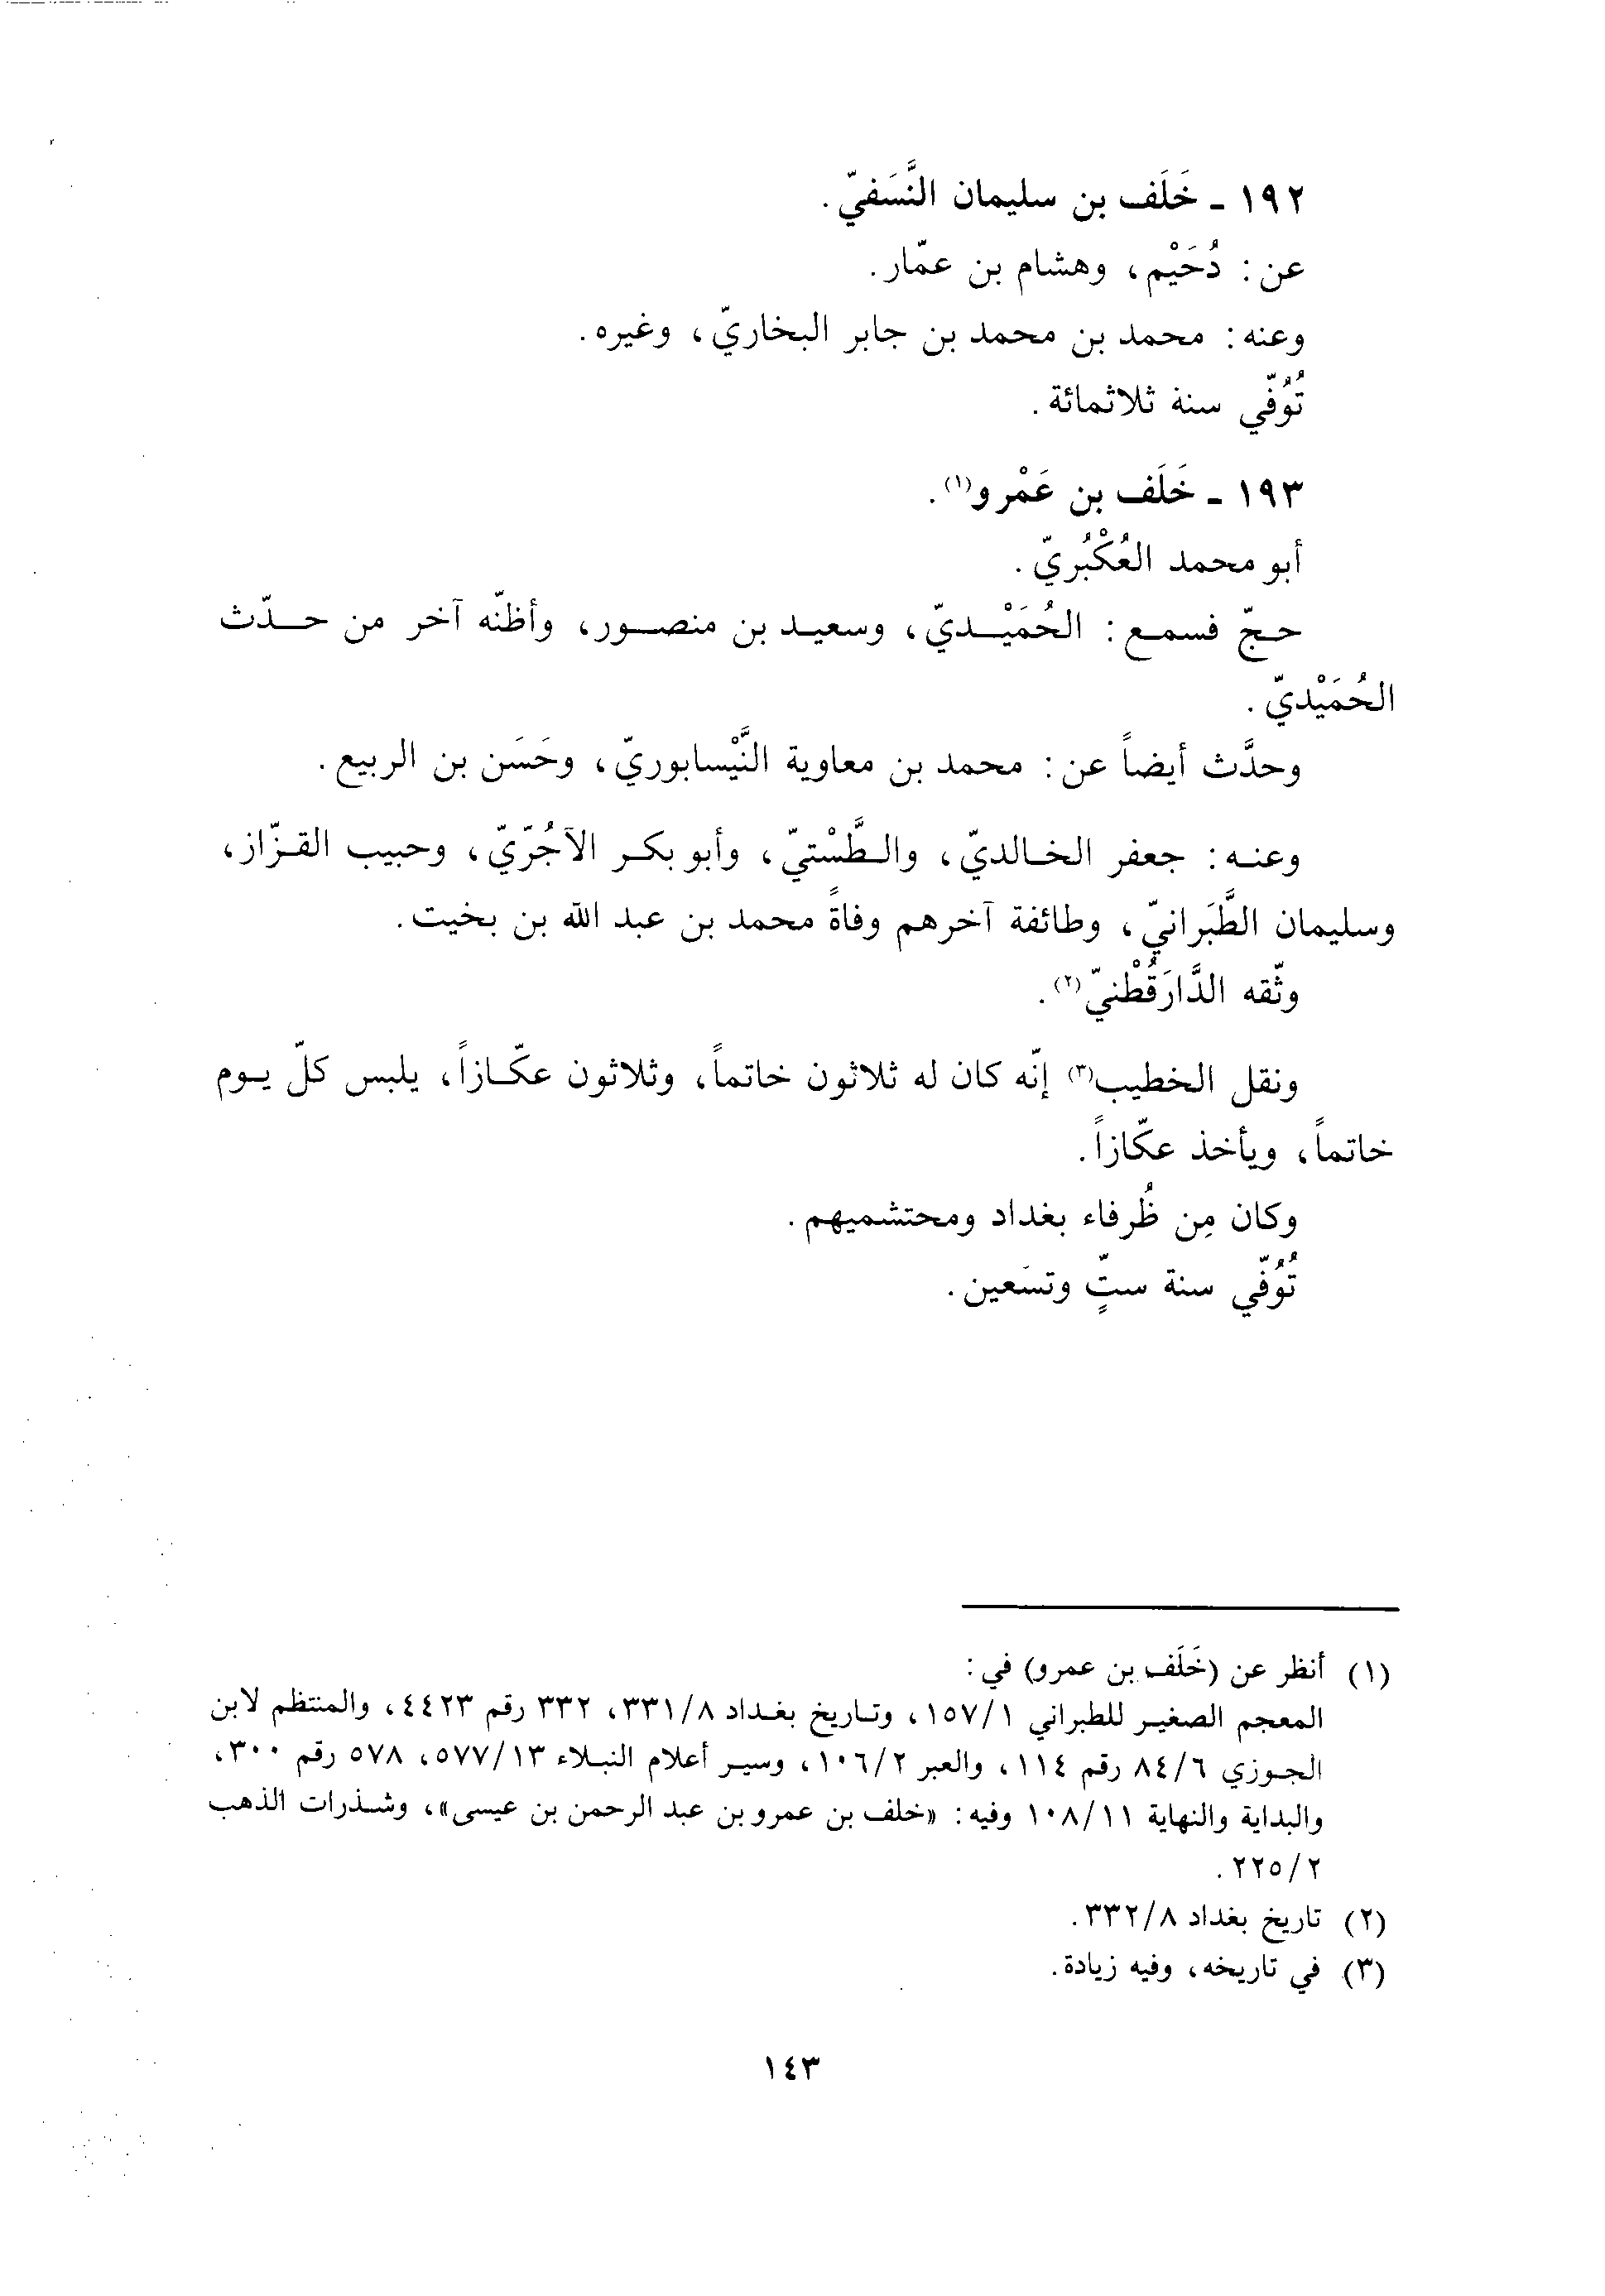 ١٩٢ - خَلَف بن سليمان النَّسَفيّ.
عن: دُحَيْم، وهشام بن عمّار.
وعنه: محمد بن محمد بن جابر البخاريّ، وغيره.
تُوُفّي سنة ثلاثمائة.
١٩٣ - خَلَف بن عَمْرو(١).
أبو محمد العُكْبُريّ.
حجّ فسمع: الحُمَيْديّ، وسعيد بن منصور، وأظنّه آخر من حدّث
الحُمَيْديّ.
وحدَّث أيضاً عن: محمد بن معاوية النَّيْسابوريّ، وحَسَن بن الربيع.
وعنه: جعفر الخالديّ، والطَّسْتيّ، وأبو بكر الآجُرّيّ، وحبيب القزّاز،
وسليمان الطَّبَرانيّ، وطائفة آخرهم وفاةً محمد بن عبد الله بن بخيت.
وثّقه الدَّارَقُطْنيّ(٢).
ونقل الخطيب(٣) إنّه كان له ثلاثون خاتماً، وثلاثون عكّازاً، يلبس كلّ يوم
خاتماً، ويأخذ عكّازاً.
وكان مِن ظُرفاء بغداد ومحتشميهم.
تُوُفّي سنة ستٍّ وتسعين.
(١) أنظر عن (خَلَف بن عمرو) في:
المعجم الصغير للطبراني ١/١٥٧، وتاريخ بغداد ٨/٣٣١، ٣٣٢ رقم ٤٤٢٣، والمنتظم لابن
الجوزي ٦/٨٤ رقم ١١٤، والعبر ٢/١٠٦، وسير أعلام النبلاء ١٣/٥٧٧، ٥٧٨ رقم ٣٠٠،
والبداية والنهاية ١١/١٠٨ وفيه: «خلف بن عمرو بن عبد الرحمن بن عيسى»، وشذرات الذهب
٢/٢٢٥.
(٢) تاريخ بغداد ٨/٣٣٢.
(٣) في تاريخه، وفيه زيادة.
١٤٣